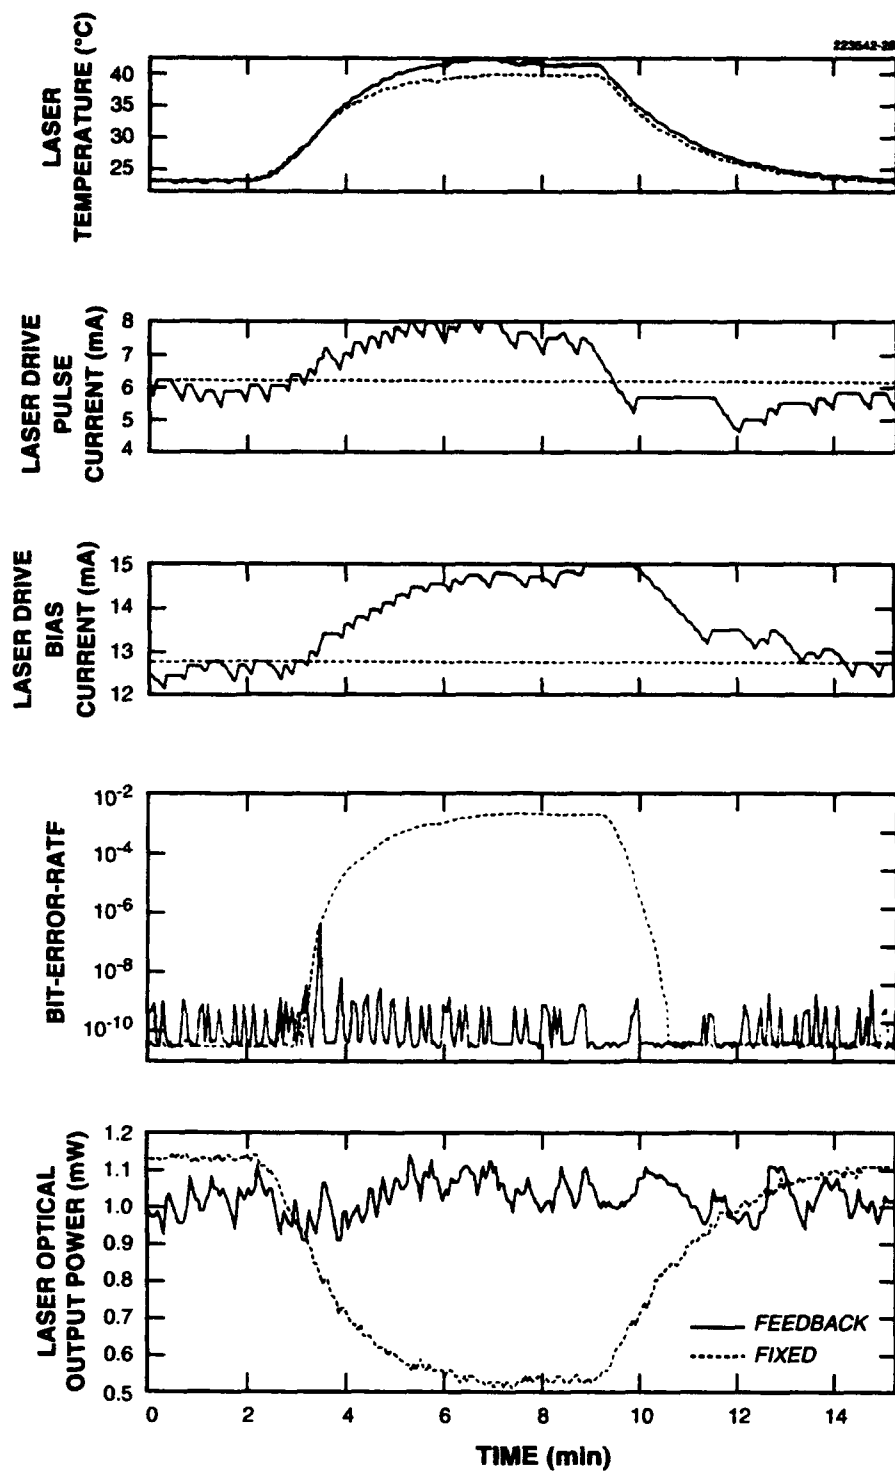 223542-28
LASER
TEMPERATURE (°C)
40
35
30
25
LASER DRIVE
PULSE
CURRENT (mA)
8
7
6
5
4
LASER DRIVE
BIAS
CURRENT (mA)
15
14
13
12
BIT-ERROR-RATF
10-2
10-4
10-6
10-8
10-10
LASER OPTICAL
OUTPUT POWER (mW)
1.2
1.1
1.0
0.9
0.8
0.7
0.6
0.5
FEEDBACK
FIXED
0 2 4 6 8 10 12 14
TIME (min)